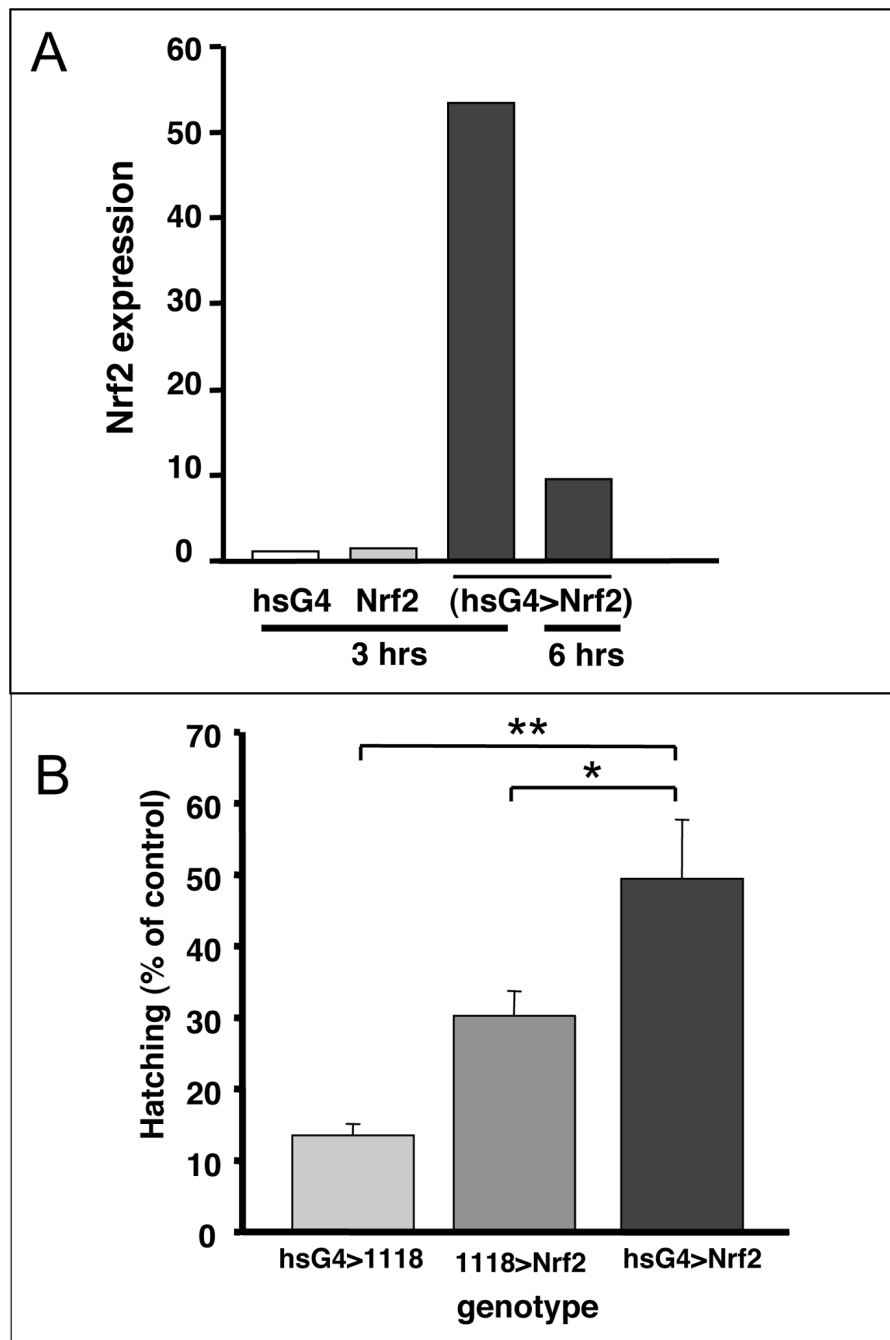 A
Nrf2 expression
60
50
40
30
20
10
0
hsG4 Nrf2 (hsG4>Nrf2)
3 hrs 6 hrs
B
Hatching (% of control)
70
60
50
40
30
20
10
0
**
*
hsG4>1118 1118>Nrf2 hsG4>Nrf2
genotype